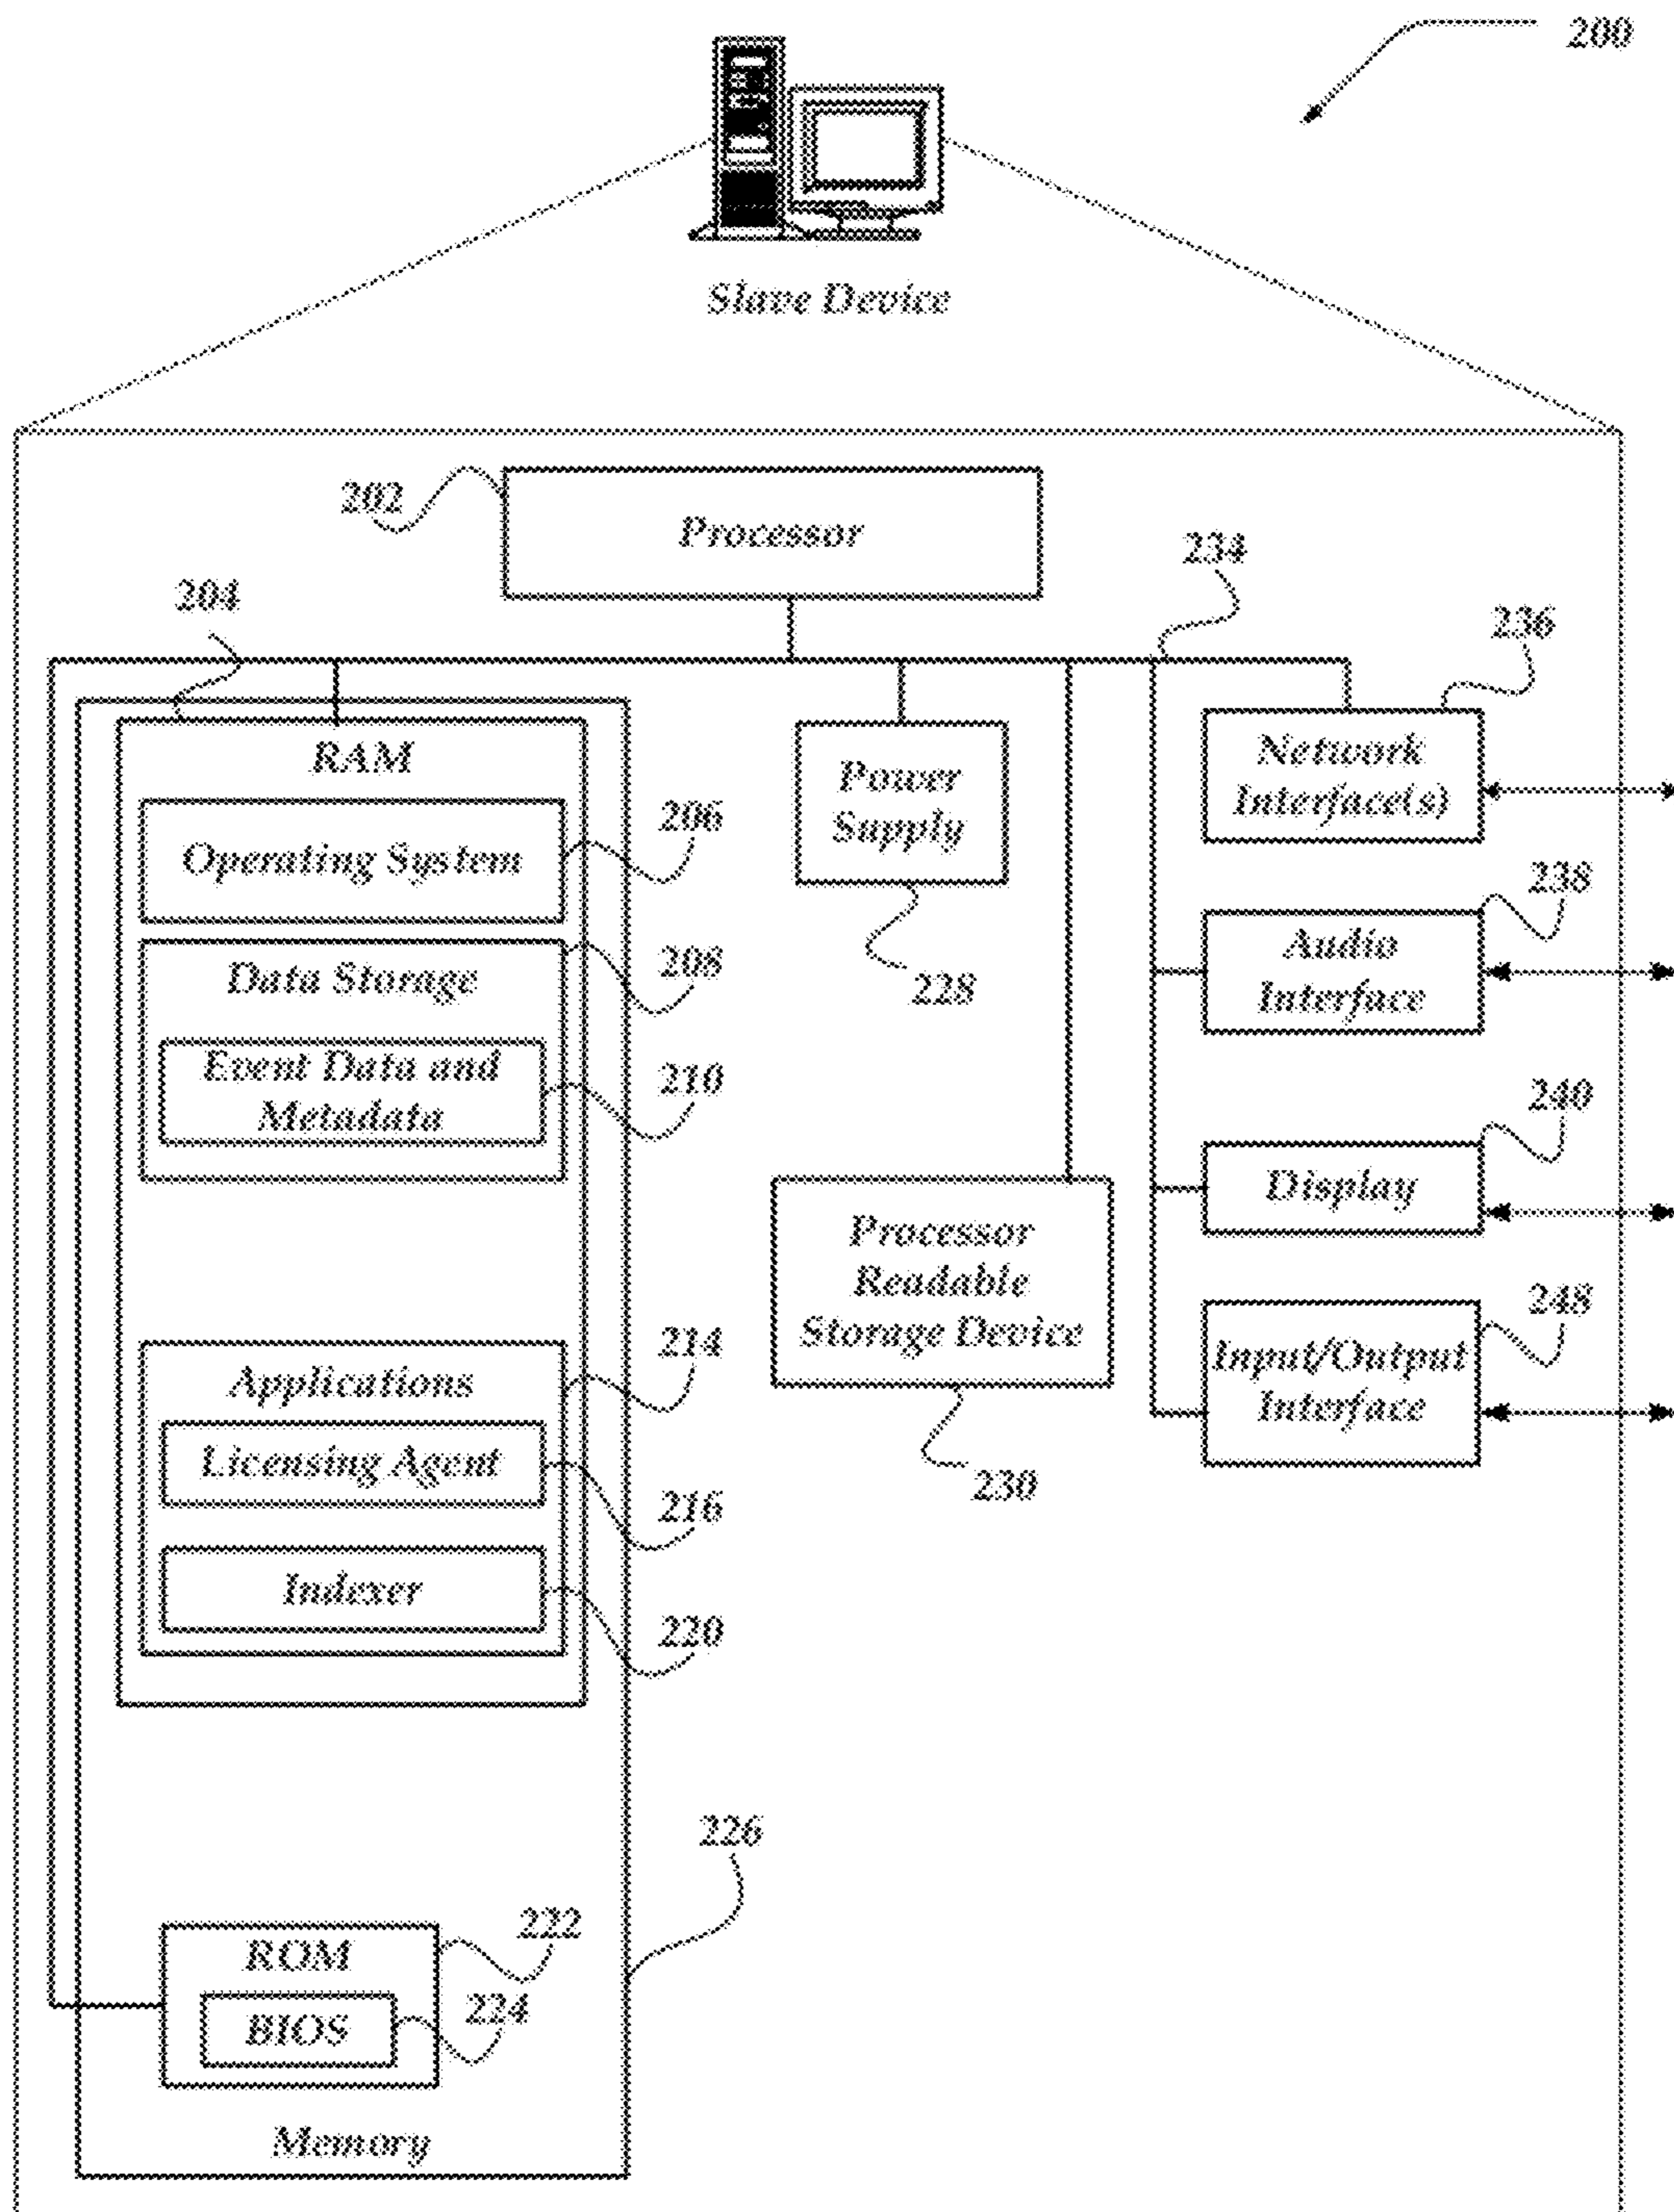 200
Slave Device
202
Processor
234
204
236
RAM
Network
Interface(s)
Power
Supply
206
Operating System
238
Audio
Interface
208
Data Storage
228
210
Event Data and
Metadata
240
Display
Processor
Readable
Storage Device
248
Input/Output
Interface
214
Applications
Licensing Agent
230
216
Indexer
220
226
222
ROM
224
BIOS
Memory